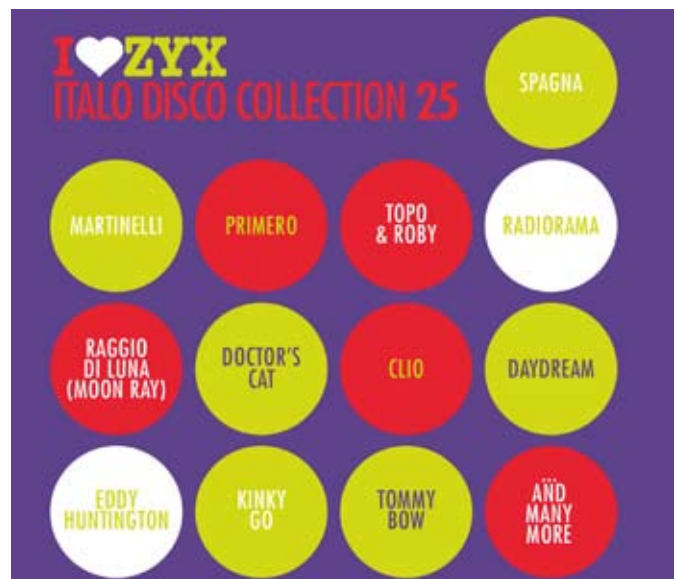 I♥ZYX
ITALO DISCO COLLECTION 25
SPAGNA
MARTINELLI
PRIMERO
TOPO
& ROBY
RADIORAMA
RAGGIO
DI LUNA
(MOON RAY)
DOCTOR'S
CAT
CLIO
DAYDREAM
EDDY
HUNTINGTON
KINKY
GO
TOMMY
BOW
...
AND
MANY
MORE